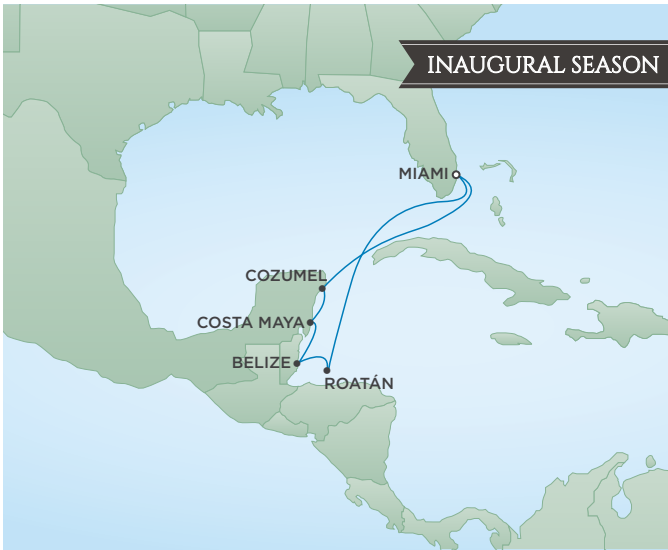 INAUGURAL SEASON
MIAMI
COZUMEL
COSTA MAYA
BELIZE
ROATÁN